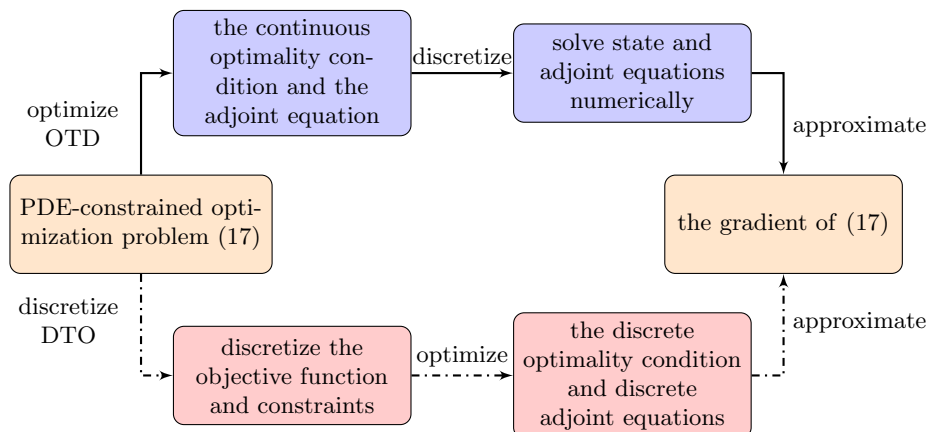 the continuous
optimality con-
dition and the
adjoint equation
discretize
solve state and
adjoint equations
numerically
optimize
OTD
approximate
PDE-constrained opti-
mization problem (17)
the gradient of (17)
discretize
DTO
approximate
discretize the
objective function
and constraints
optimize
the discrete
optimality condition
and discrete
adjoint equations